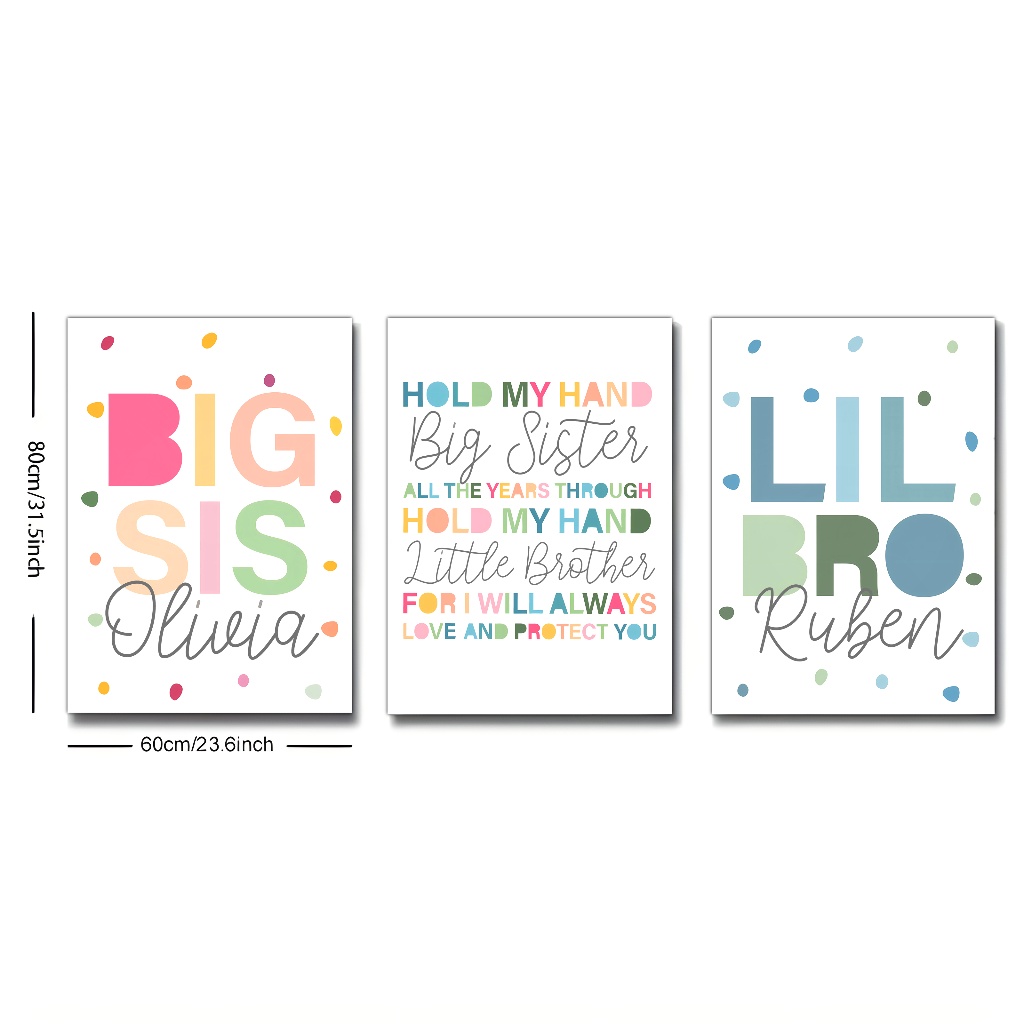 BIG
SIS
Olivia
HOLD MY HAND
Big Sister
ALL THE YEARS THROUGH
HOLD MY HAND
Little Brother
FOR I WILL ALWAYS
LOVE AND PROTECT YOU
LIL
BRO
Ruben
80cm/31.5inch
60cm/23.6inch